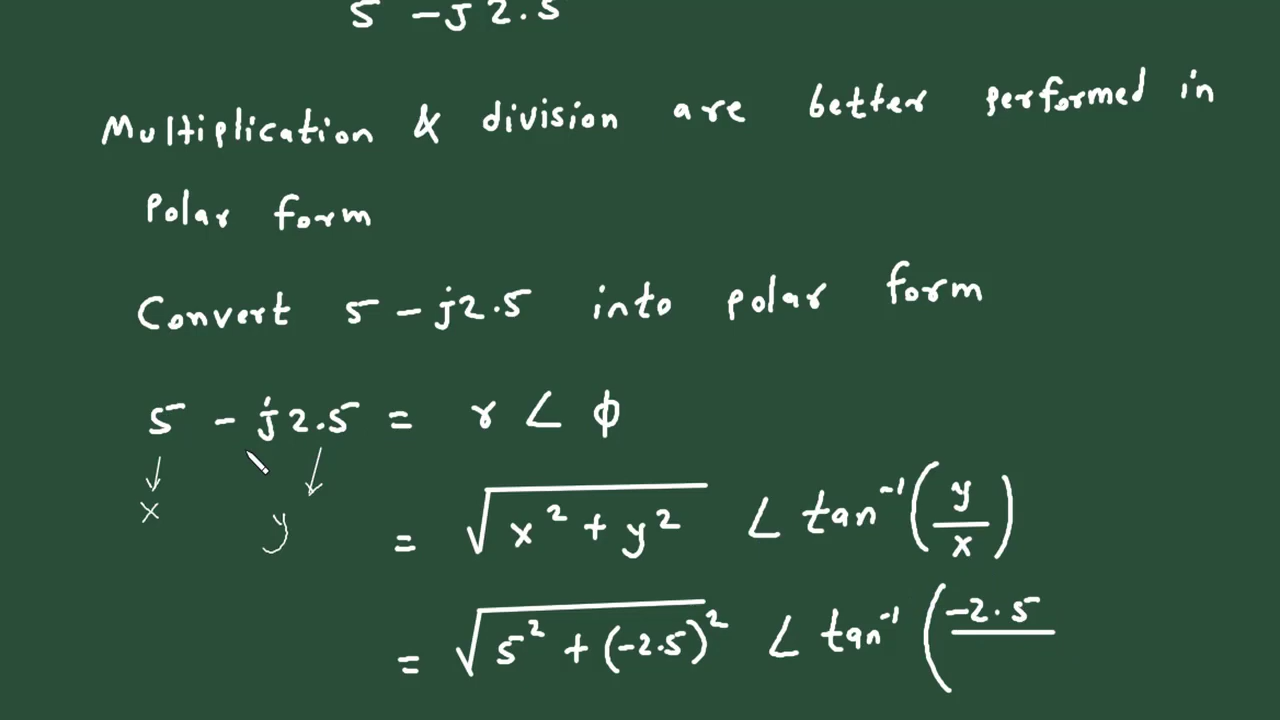 5 -j2.5
Multiplication & division are better performed in
Polar form
Convert 5 - j2.5 into polar form
5 - j2.5 = r ∠ ϕ
x y
= √(x² + y²) ∠ tan⁻¹(y/x)
= √(5² + (-2.5)²) ∠ tan⁻¹(-2.5